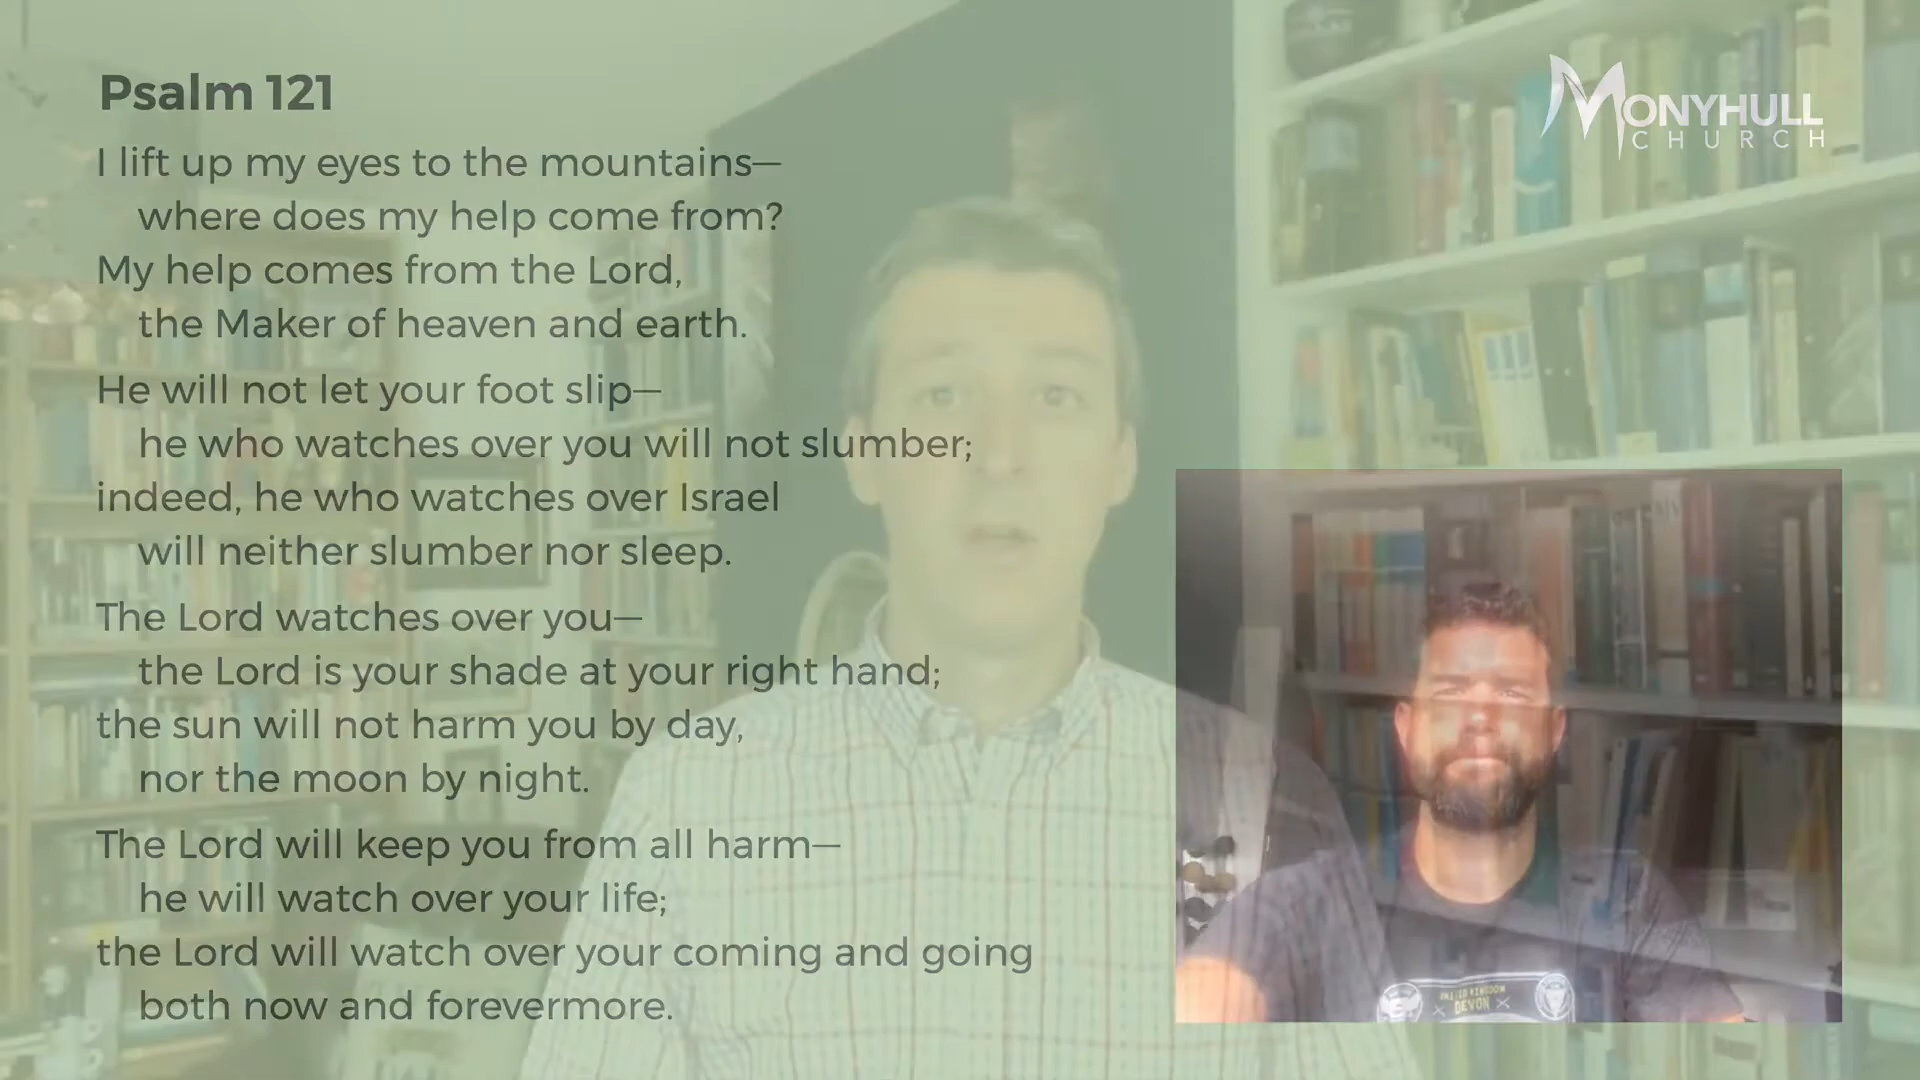 Psalm 121
I lift up my eyes to the mountains—
where does my help come from?
My help comes from the Lord,
the Maker of heaven and earth.
He will not let your foot slip—
he who watches over you will not slumber;
indeed, he who watches over Israel
will neither slumber nor sleep.
The Lord watches over you—
the Lord is your shade at your right hand;
the sun will not harm you by day,
nor the moon by night.
The Lord will keep you from all harm—
he will watch over your life;
the Lord will watch over your coming and going
both now and forevermore.
MONYHULL
CHURCH
UNITED KINGDOM
DEVON